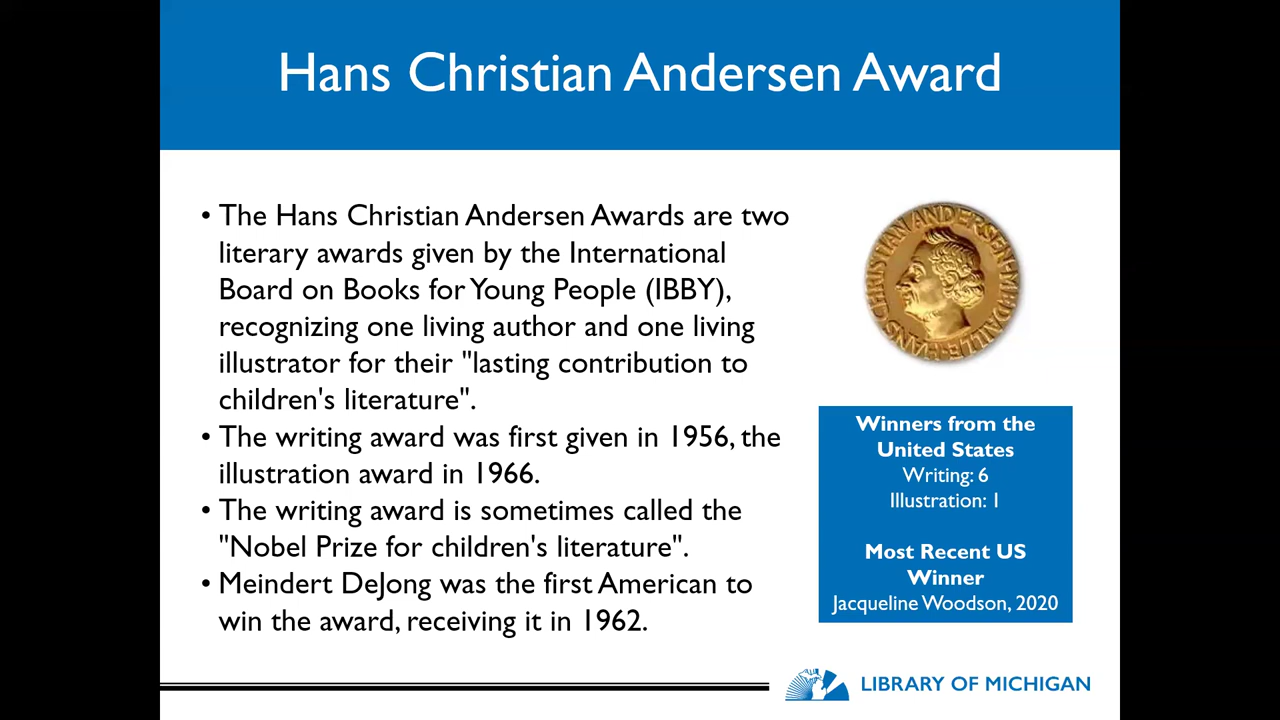 Hans Christian Andersen Award
• The Hans Christian Andersen Awards are two
literary awards given by the International
Board on Books for Young People (IBBY),
recognizing one living author and one living
illustrator for their "lasting contribution to
children's literature".
• The writing award was first given in 1956, the
illustration award in 1966.
• The writing award is sometimes called the
"Nobel Prize for children's literature".
• Meindert DeJong was the first American to
win the award, receiving it in 1962.
HANS CHRISTIAN ANDERSEN MEDAILLE
Winners from the
United States
Writing: 6
Illustration: 1
Most Recent US
Winner
Jacqueline Woodson, 2020
LIBRARY OF MICHIGAN